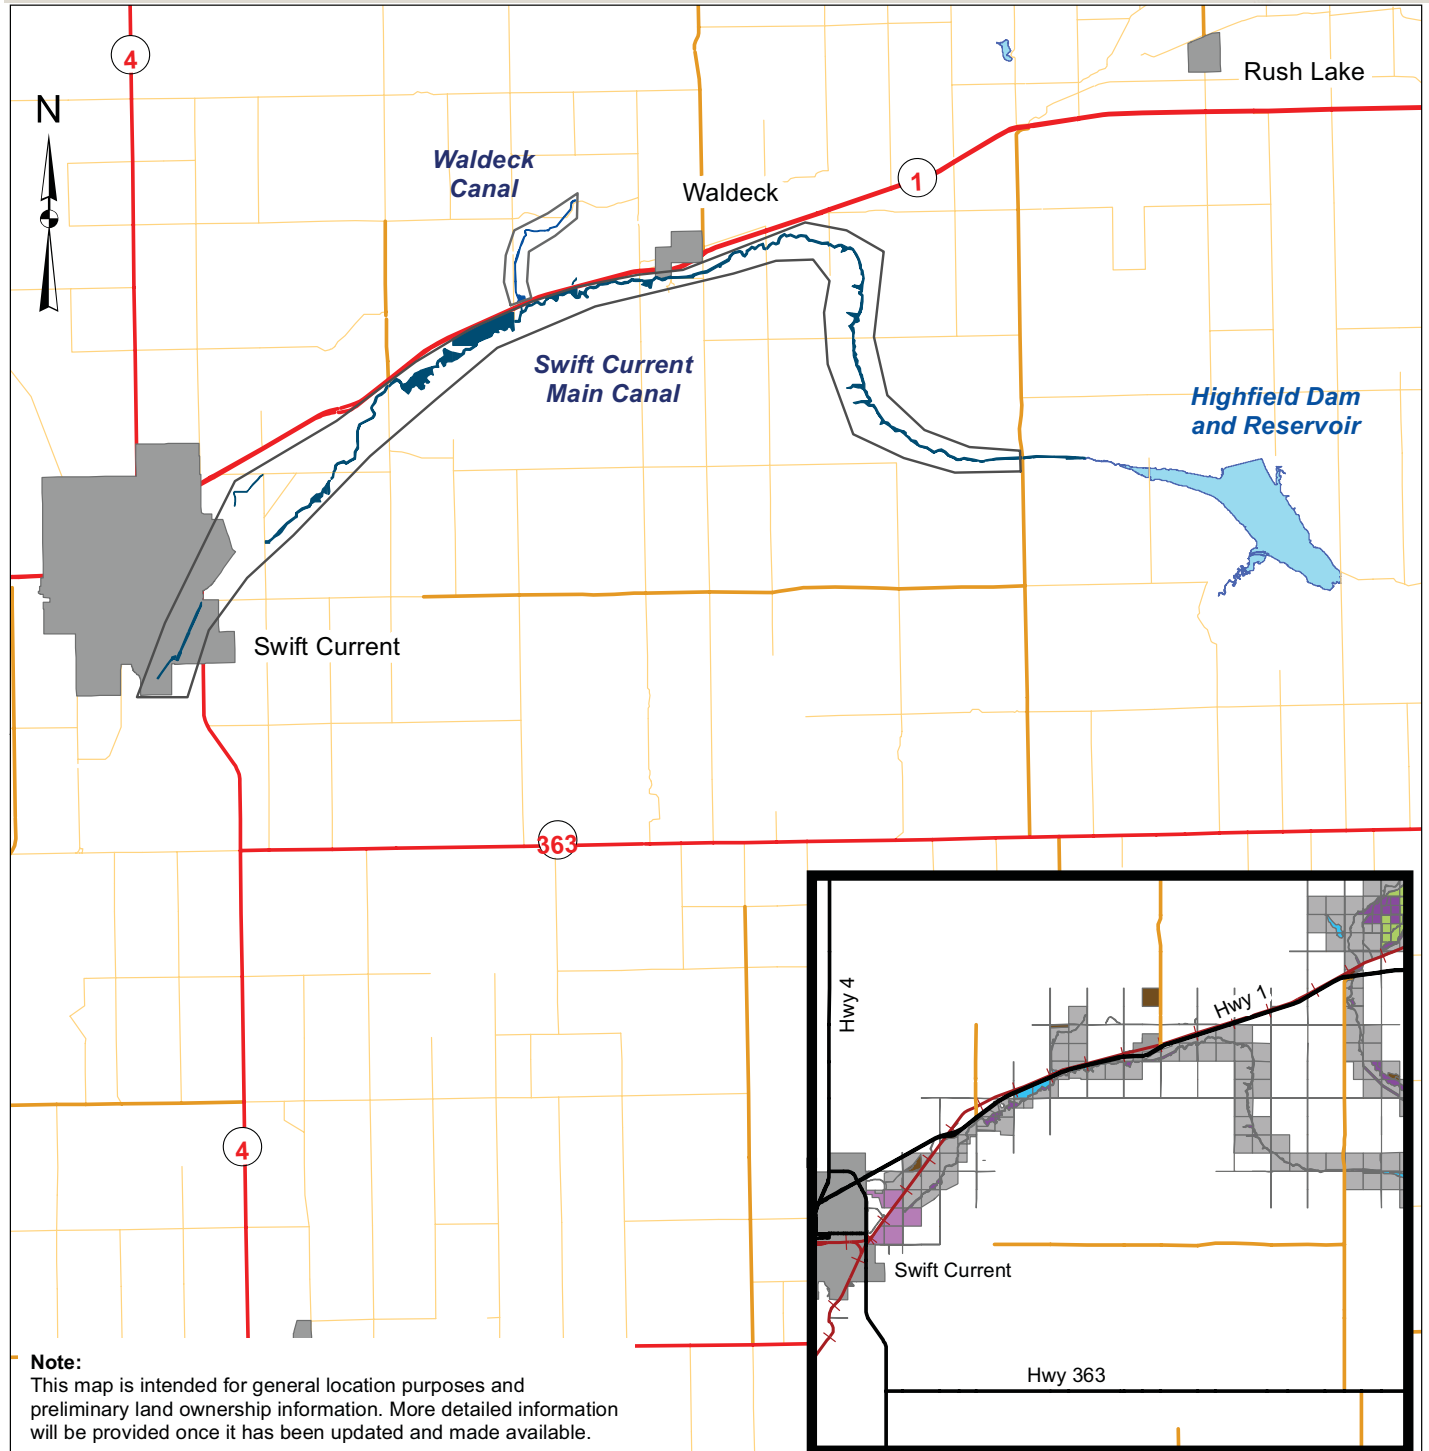 4
Rush Lake
N
Waldeck
Canal
Waldeck
1
Swift Current
Main Canal
Highfield Dam
and Reservoir
Swift Current
363
4
Hwy 4
Hwy 1
Swift Current
Hwy 363
Note:
This map is intended for general location purposes and
preliminary land ownership information. More detailed information
will be provided once it has been updated and made available.